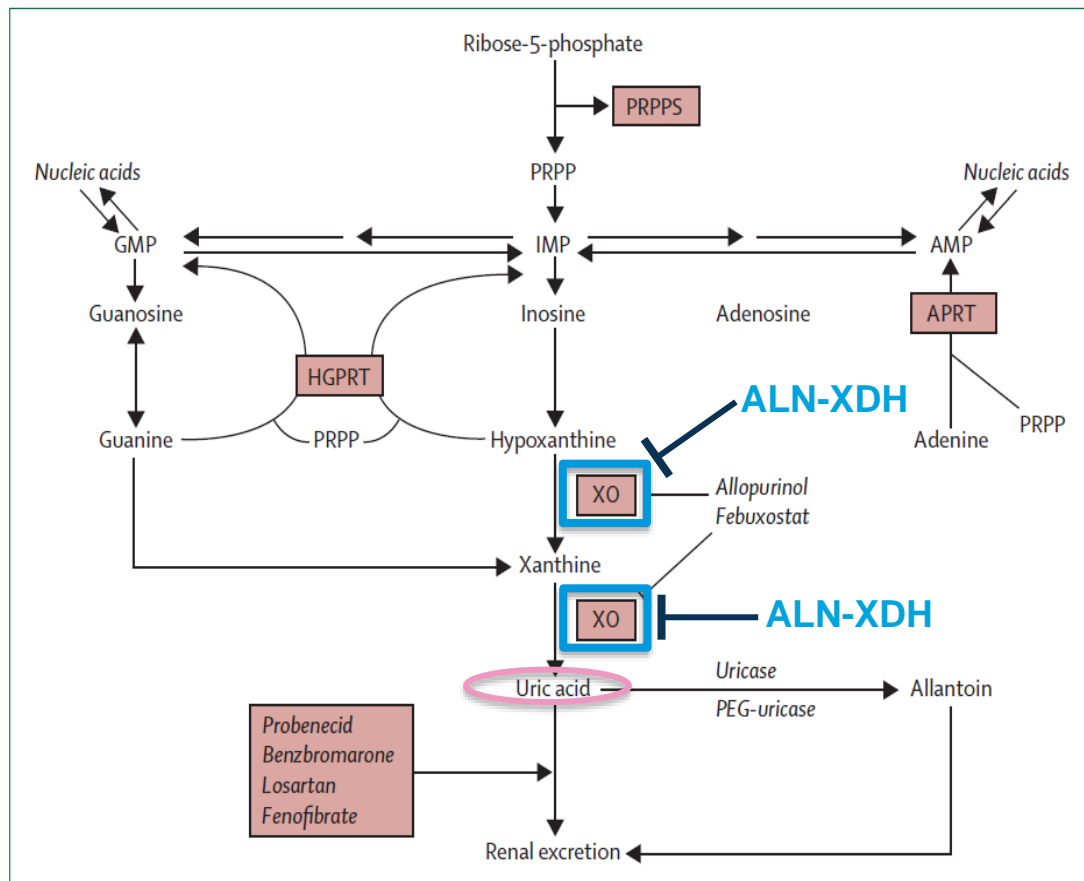 Ribose-5-phosphate
PRPPS
Nucleic acids
PRPP
Nucleic acids
GMP
IMP
AMP
Guanosine
Inosine
Adenosine
APRT
HGPRT
ALN-XDH
Guanine
PRPP
Hypoxanthine
Adenine
PRPP
XO
Allopurinol
Febuxostat
Xanthine
XO
ALN-XDH
Uric acid
Uricase
PEG-uricase
Allantoin
Probenecid
Benzbromarone
Losartan
Fenofibrate
Renal excretion